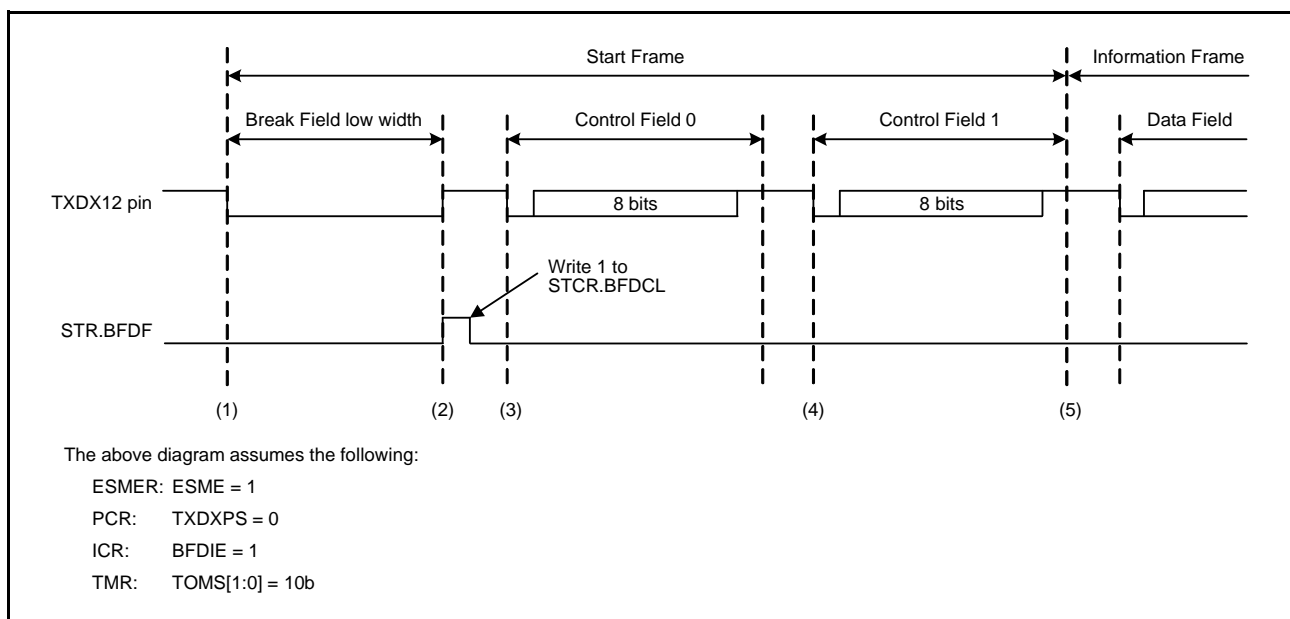 Start Frame
Information Frame
Break Field low width
Control Field 0
Control Field 1
Data Field
TXDX12 pin
8 bits
8 bits
Write 1 to
STCR.BFDCL
STR.BFDF
(1)
(2)
(3)
(4)
(5)
The above diagram assumes the following:
ESMER: ESME = 1
PCR: TXDXPS = 0
ICR: BFDIE = 1
TMR: TOMS[1:0] = 10b